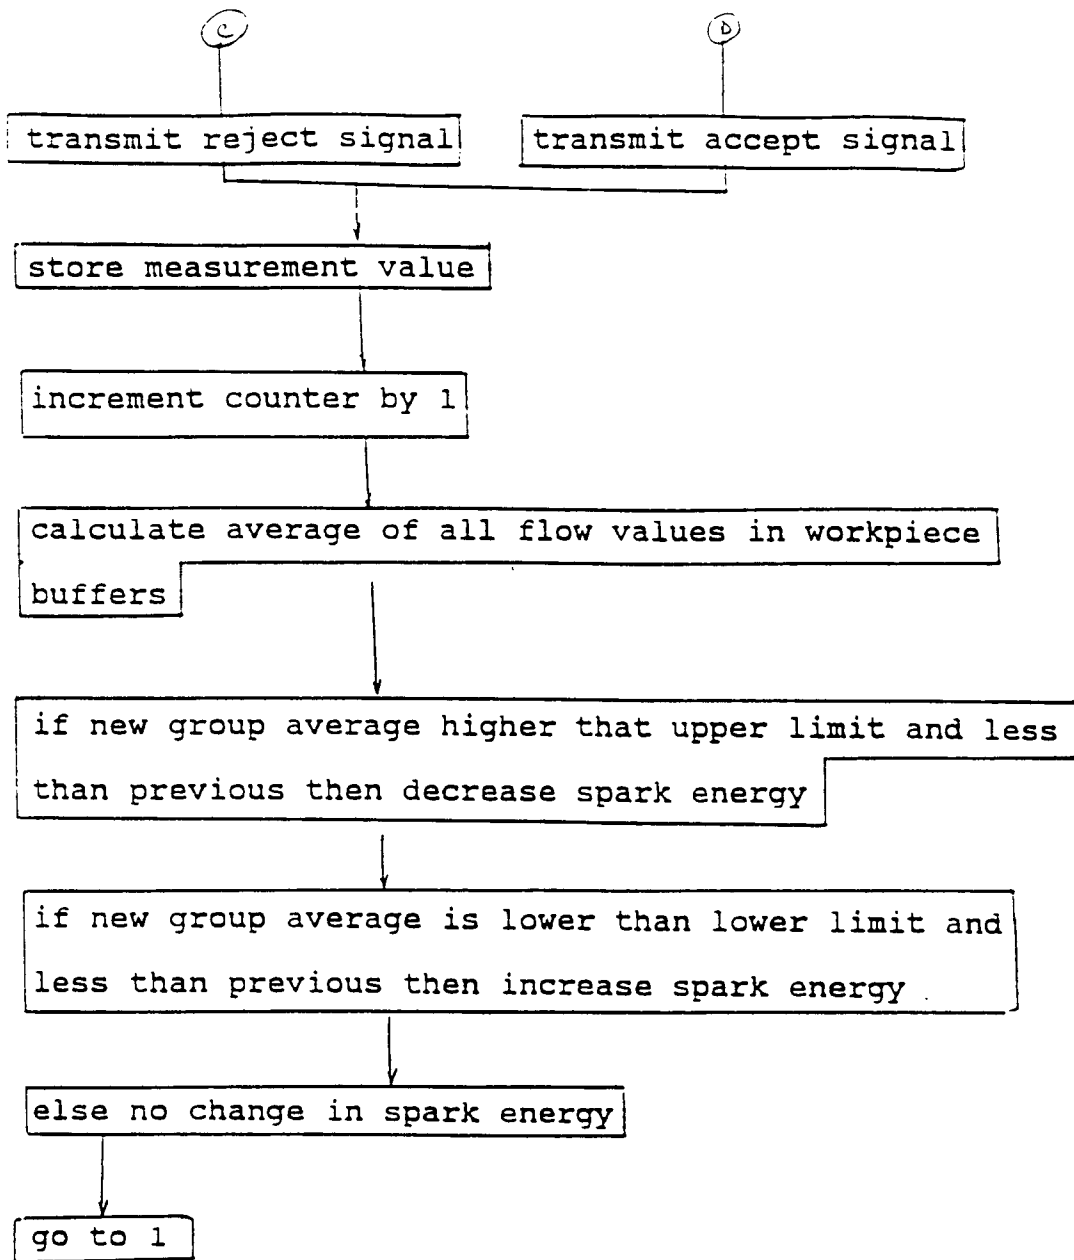 C
D
transmit reject signal
transmit accept signal
store measurement value
increment counter by 1
calculate average of all flow values in workpiece
buffers
if new group average higher that upper limit and less
than previous then decrease spark energy
if new group average is lower than lower limit and
less than previous then increase spark energy
else no change in spark energy
go to 1